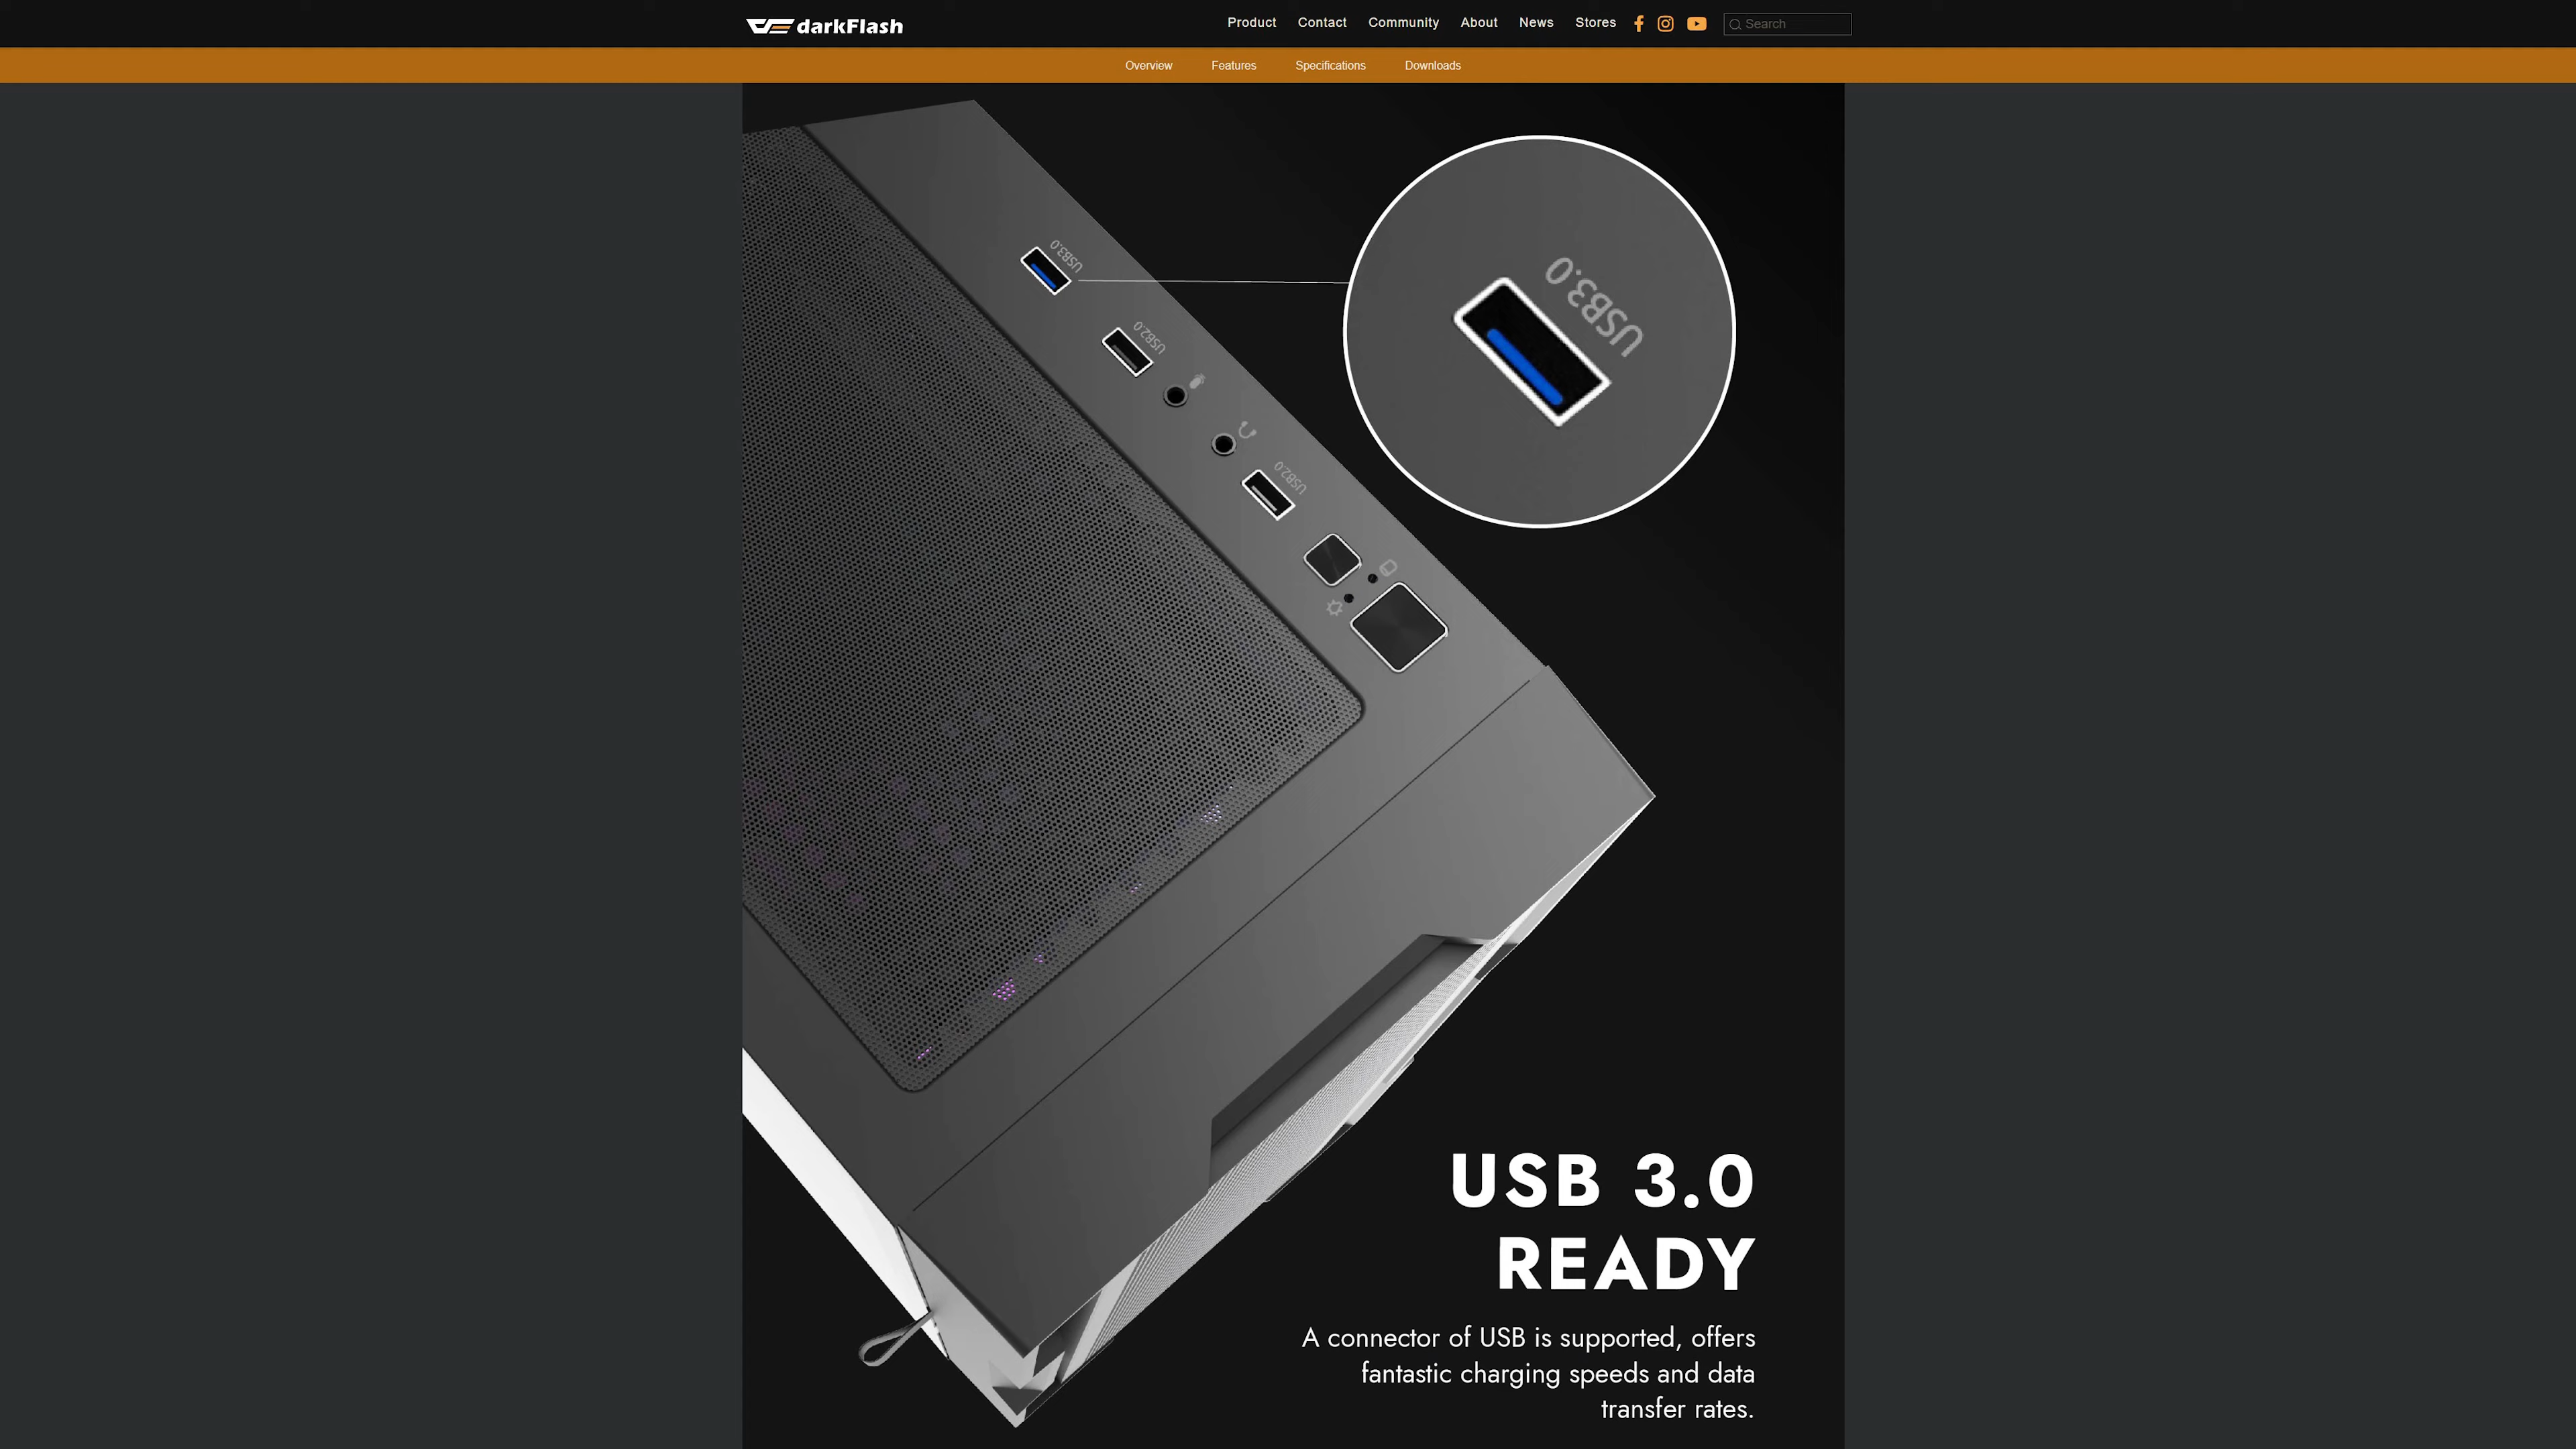 darkFlash
Product Contact Community About News Stores Search
Overview Features Specifications Downloads
USB3.0
USB3.0
USB2.0
USB2.0
USB 3.0
READY
A connector of USB is supported, offers
fantastic charging speeds and data
transfer rates.